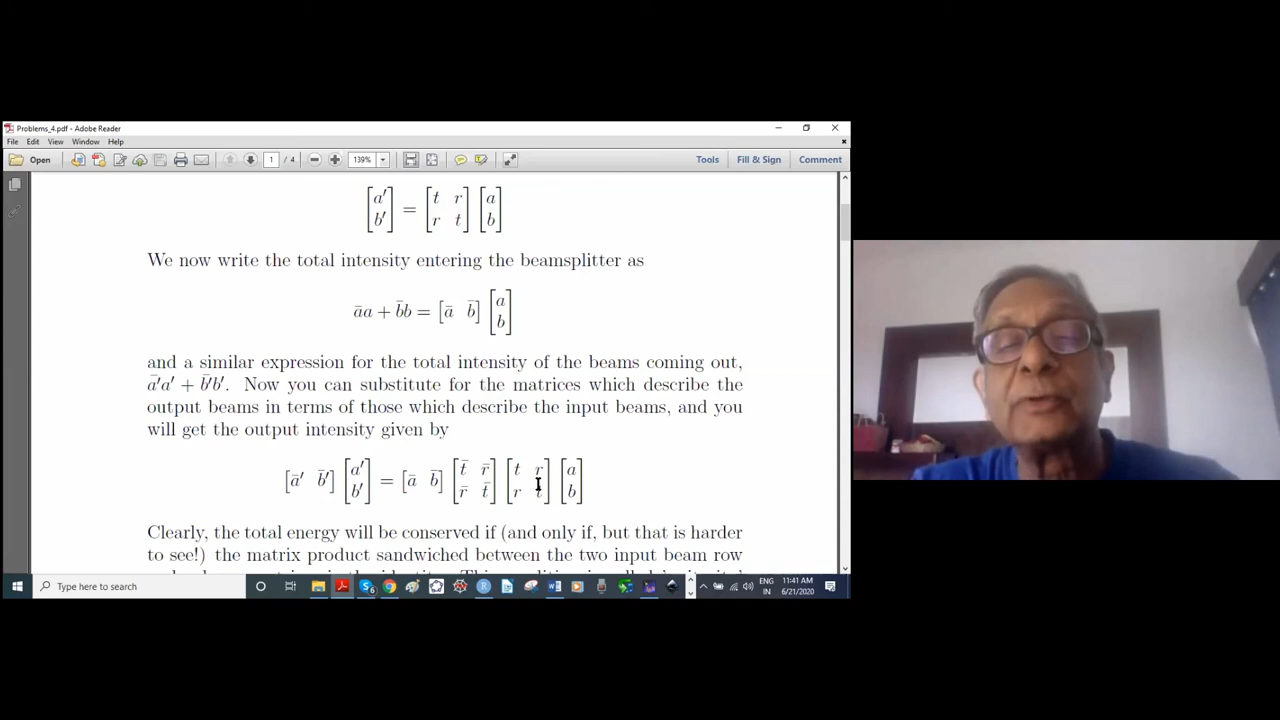 Problems_4.pdf - Adobe Reader
File Edit View Window Help
Open 1 / 4 139% Tools Fill & Sign Comment
[a′ b′] = [t r r t] [a b]
We now write the total intensity entering the beamsplitter as
āa + b̄b = [ā b̄] [a b]
and a similar expression for the total intensity of the beams coming out,
ā′a′ + b̄′b′. Now you can substitute for the matrices which describe the
output beams in terms of those which describe the input beams, and you
will get the output intensity given by
[ā′ b̄′] [a′ b′] = [ā b̄] [t̄ r̄ r̄ t̄] [t r r t] [a b]
Clearly, the total energy will be conserved if (and only if, but that is harder
to see!) the matrix product sandwiched between the two input beam row
Type here to search
ENG 11:41 AM
IN 6/21/2020